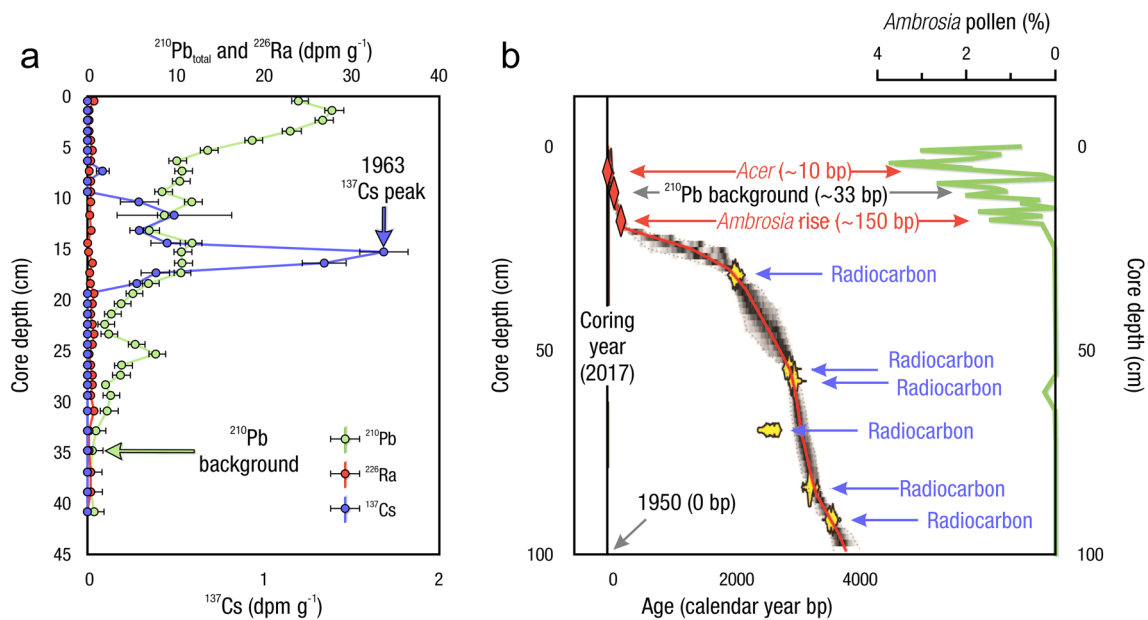 a
²¹⁰Pbtotal and ²²⁶Ra (dpm g⁻¹)
0 10 20 30 40
0
5
10
15
20
25
30
35
40
45
Core depth (cm)
1963
¹³⁷Cs peak
²¹⁰Pb
background
²¹⁰Pb
²²⁶Ra
¹³⁷Cs
0 1 2
¹³⁷Cs (dpm g⁻¹)
b
Ambrosia pollen (%)
4 2 0
0
50
100
Core depth (cm)
Acer (~10 bp)
²¹⁰Pb background (~33 bp)
Ambrosia rise (~150 bp)
Radiocarbon
Coring
year
(2017)
Radiocarbon
Radiocarbon
Radiocarbon
Radiocarbon
Radiocarbon
1950 (0 bp)
0
50
100
Core depth (cm)
0 2000 4000
Age (calendar year bp)